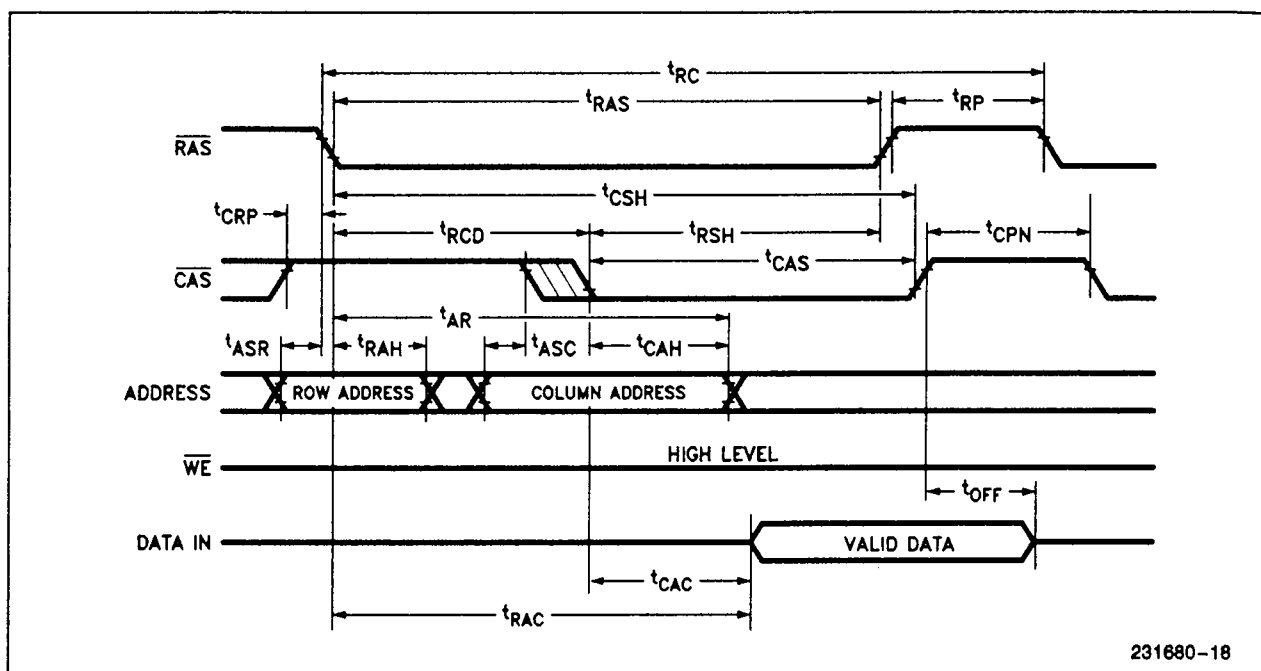 tRC
tRAS
tRP
RAS
tCSH
tCRP
tRCD
tRSH
tCPN
tCAS
CAS
tAR
tASR
tRAH
tASC
tCAH
ADDRESS
ROW ADDRESS
COLUMN ADDRESS
WE
HIGH LEVEL
tOFF
DATA IN
VALID DATA
tCAC
tRAC
231680-18